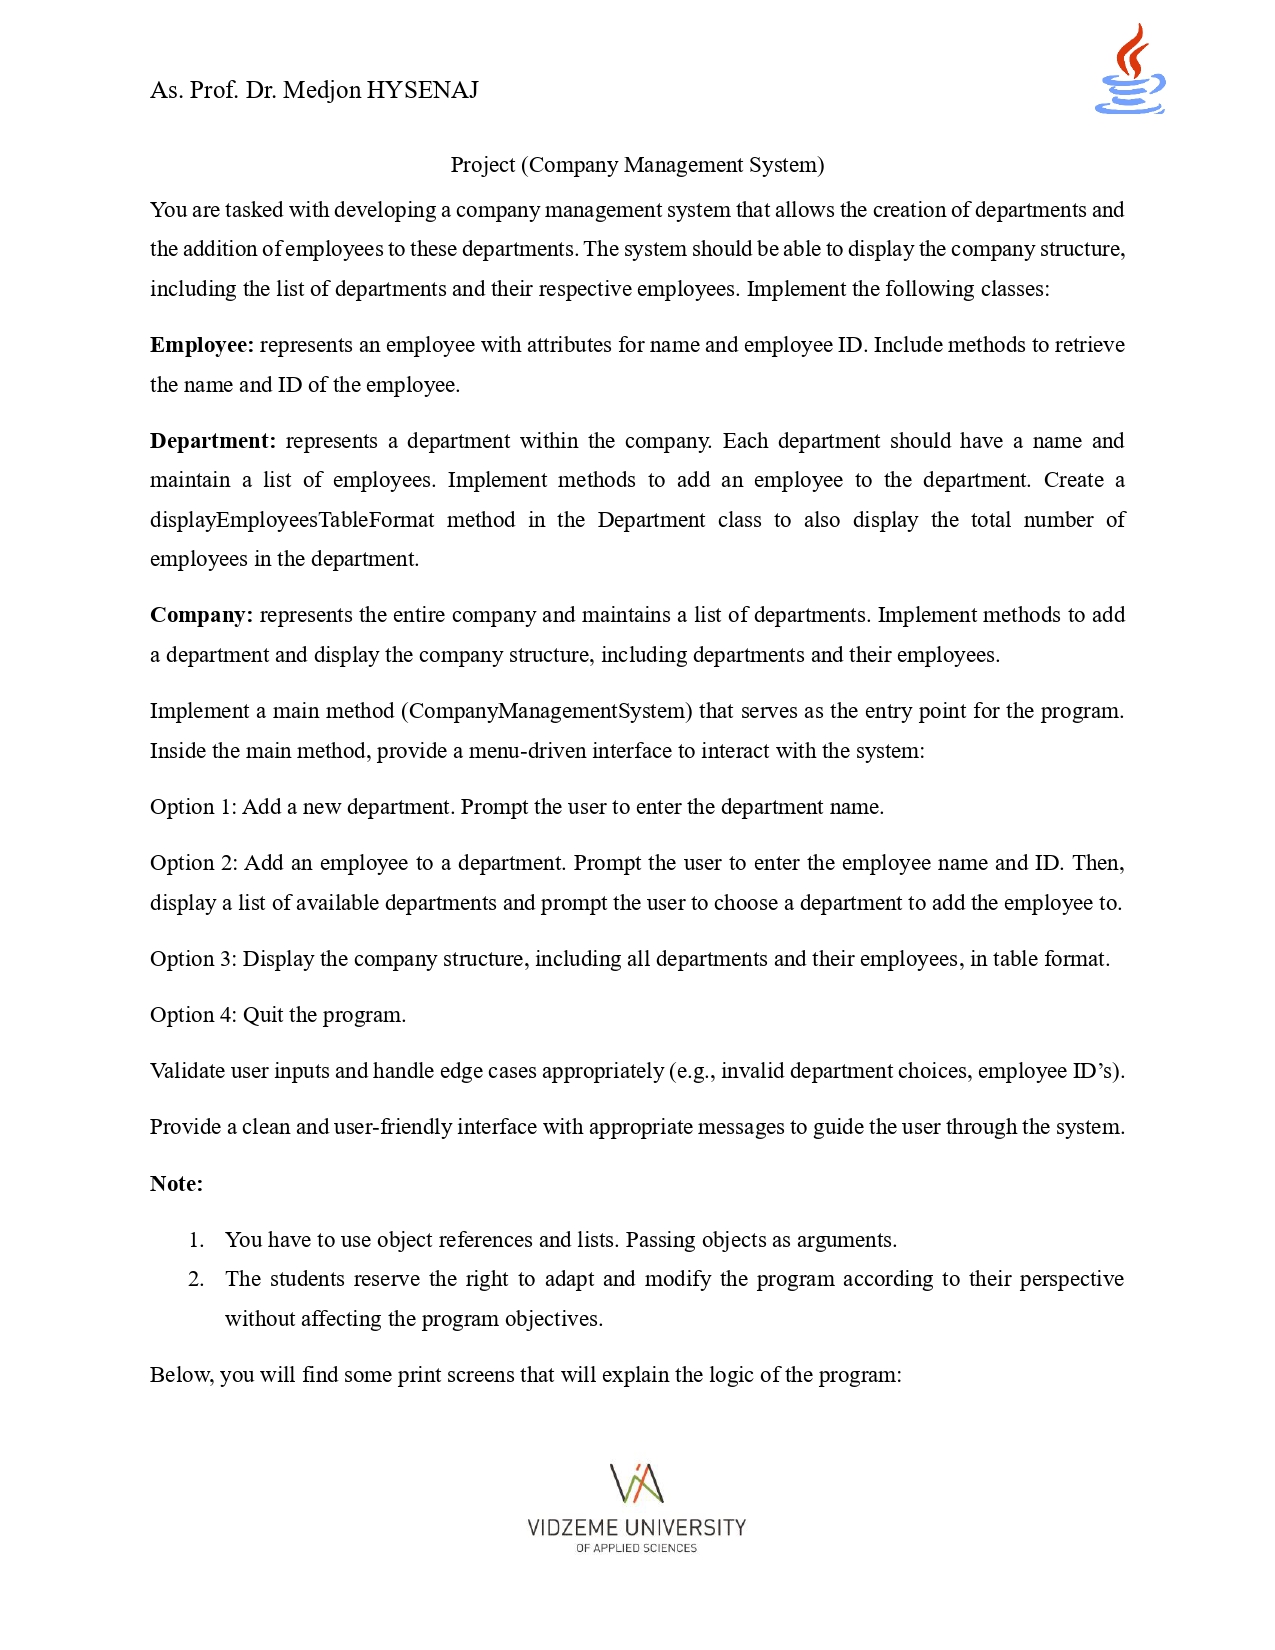 As. Prof. Dr. Medjon HYSENAJ
Project (Company Management System)
You are tasked with developing a company management system that allows the creation of departments and
the addition of employees to these departments. The system should be able to display the company structure,
including the list of departments and their respective employees. Implement the following classes:
Employee: represents an employee with attributes for name and employee ID. Include methods to retrieve
the name and ID of the employee.
Department: represents a department within the company. Each department should have a name and
maintain a list of employees. Implement methods to add an employee to the department. Create a
displayEmployeesTableFormat method in the Department class to also display the total number of
employees in the department.
Company: represents the entire company and maintains a list of departments. Implement methods to add
a department and display the company structure, including departments and their employees.
Implement a main method (CompanyManagementSystem) that serves as the entry point for the program.
Inside the main method, provide a menu-driven interface to interact with the system:
Option 1: Add a new department. Prompt the user to enter the department name.
Option 2: Add an employee to a department. Prompt the user to enter the employee name and ID. Then,
display a list of available departments and prompt the user to choose a department to add the employee to.
Option 3: Display the company structure, including all departments and their employees, in table format.
Option 4: Quit the program.
Validate user inputs and handle edge cases appropriately (e.g., invalid department choices, employee ID’s).
Provide a clean and user-friendly interface with appropriate messages to guide the user through the system.
Note:
1. You have to use object references and lists. Passing objects as arguments.
2. The students reserve the right to adapt and modify the program according to their perspective
without affecting the program objectives.
Below, you will find some print screens that will explain the logic of the program:
VIDZEME UNIVERSITY
OF APPLIED SCIENCES